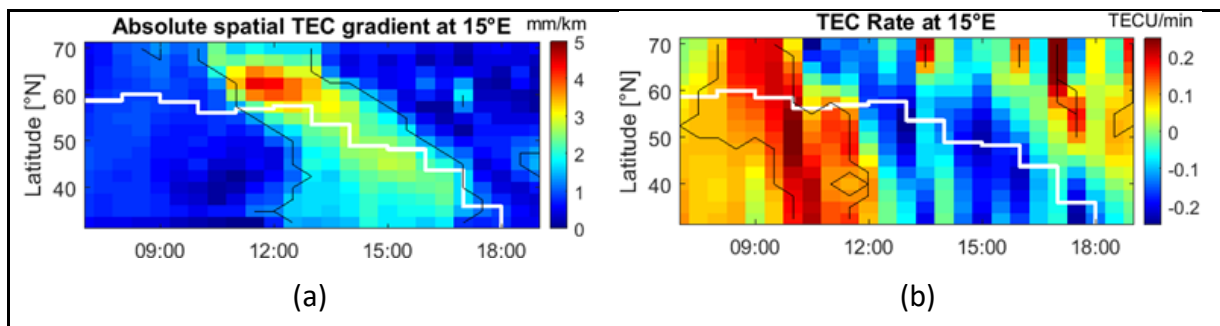 Absolute spatial TEC gradient at 15°E mm/km
Latitude [°N]
70
60
50
40
09:00 12:00 15:00 18:00
5
4
3
2
1
0
(a)
TEC Rate at 15°E TECU/min
Latitude [°N]
70
60
50
40
09:00 12:00 15:00 18:00
0.2
0.1
0
-0.1
-0.2
(b)